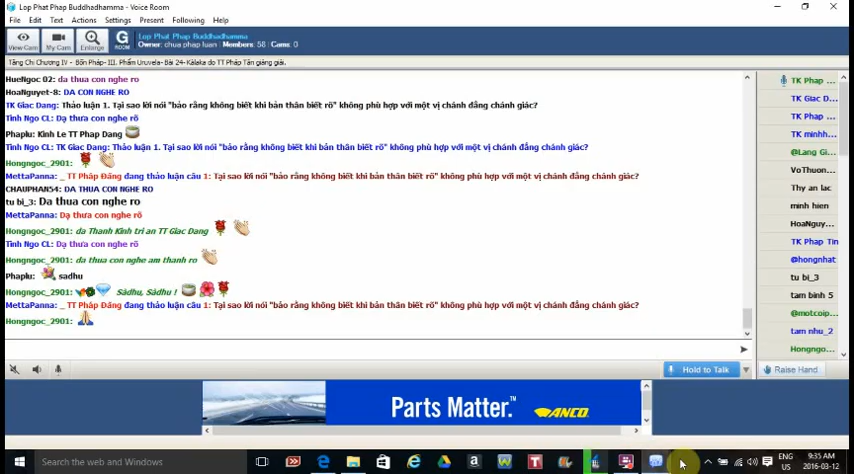 Lop Phat Phap Buddhadhamma - Voice Room
File Edit Text Actions Settings Present Following Help
View Cam My Cam Enlarge G ROOM
Lop Phat Phap Buddhadhamma
Owner: chua phap luan | Members: 58 | Cams: 0
Tăng Chi Chương IV - Bốn Pháp- III. Phẩm Uruvela- Bài 24-Kàlaka do TT Pháp Tân giảng giải.
HueNgoc 02: da thua con nghe ro
HoaNguyet-8: DA CON NGHE RO
TK Giac Dang: Thảo luận 1. Tại sao lời nói "bảo rằng không biết khi bản thân biết rõ" không phù hợp với một vị chánh đẳng chánh giác?
Tịnh Ngo CL: Dạ thưa con nghe rõ
Phaplu: Kinh Le TT Phap Dang
Tịnh Ngo CL: TK Giac Dang: Thảo luận 1. Tại sao lời nói "bảo rằng không biết khi bản thân biết rõ" không phù hợp với một vị chánh đẳng chánh giác?
Hongngoc_2901:
MettaPanna: _ TT Pháp Đăng đang thảo luận câu 1: Tại sao lời nói "bảo rằng không biết khi bản thân biết rõ" không phù hợp với một vị chánh đẳng chánh giác?
CHAUPHAN54: DA THUA CON NGHE RO
tu bi_3: Da thua con nghe ro
MettaPanna: Dạ thưa con nghe rõ
Hongngoc_2901: da Thanh Kinh tri an TT Giac Dang
Tịnh Ngo CL: Dạ thưa con nghe rõ
Hongngoc_2901: da thua con nghe am thanh ro
Phaplu: sadhu
Hongngoc_2901: Sādhu, Sādhu !
MettaPanna: _ TT Pháp Đăng đang thảo luận câu 1: Tại sao lời nói "bảo rằng không biết khi bản thân biết rõ" không phù hợp với một vị chánh đẳng chánh giác?
Hongngoc_2901:
TK Phap ...
TK Giac D...
TK Phap ...
TK minhh...
@Lang Gi...
VoThuon...
Thy an lac
minh hien
HoaNguy...
TK Phap Tin
@hongnhat
tu bi_3
tam binh 5
@motcoip...
tam nhu_2
Hongngo...
Hold to Talk
Raise Hand
Parts Matter.™ ANCO
Search the web and Windows
ENG 9:35 AM
US 2016-03-12